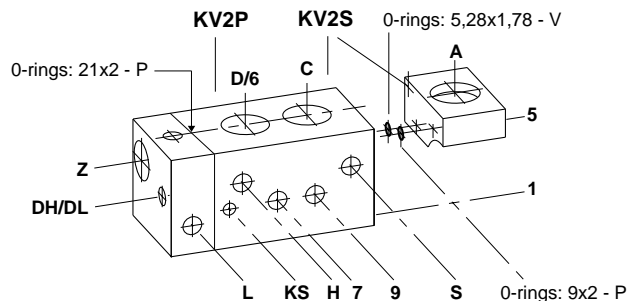 KV2P KV2S 0-rings: 5,28x1,78 - V
0-rings: 21x2 - P D/6 C A
5
Z
DH/DL 1
L KS H 7 9 S 0-rings: 9x2 - P